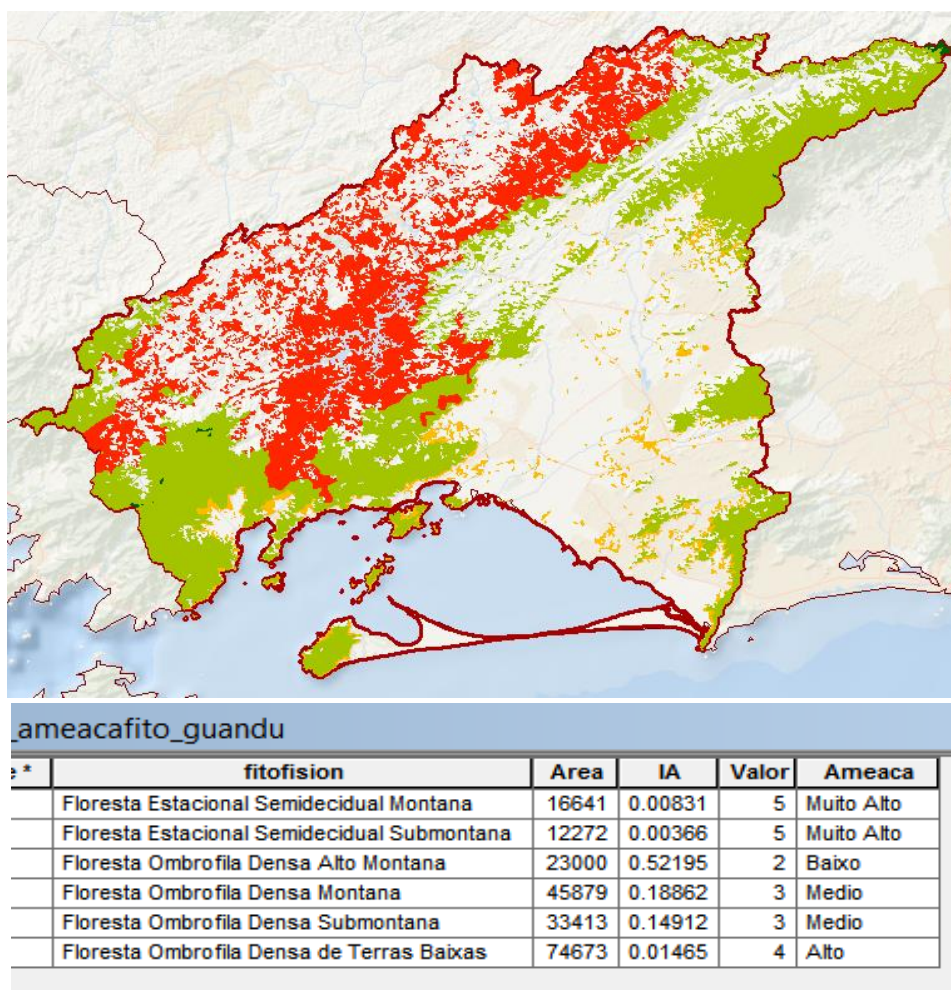 _ameacafito_guandu
e * fitofision Area IA Valor Ameaca
Floresta Estacional Semidecidual Montana 16641 0.00831 5 Muito Alto
Floresta Estacional Semidecidual Submontana 12272 0.00366 5 Muito Alto
Floresta Ombrofila Densa Alto Montana 23000 0.52195 2 Baixo
Floresta Ombrofila Densa Montana 45879 0.18862 3 Medio
Floresta Ombrofila Densa Submontana 33413 0.14912 3 Medio
Floresta Ombrofila Densa de Terras Baixas 74673 0.01465 4 Alto